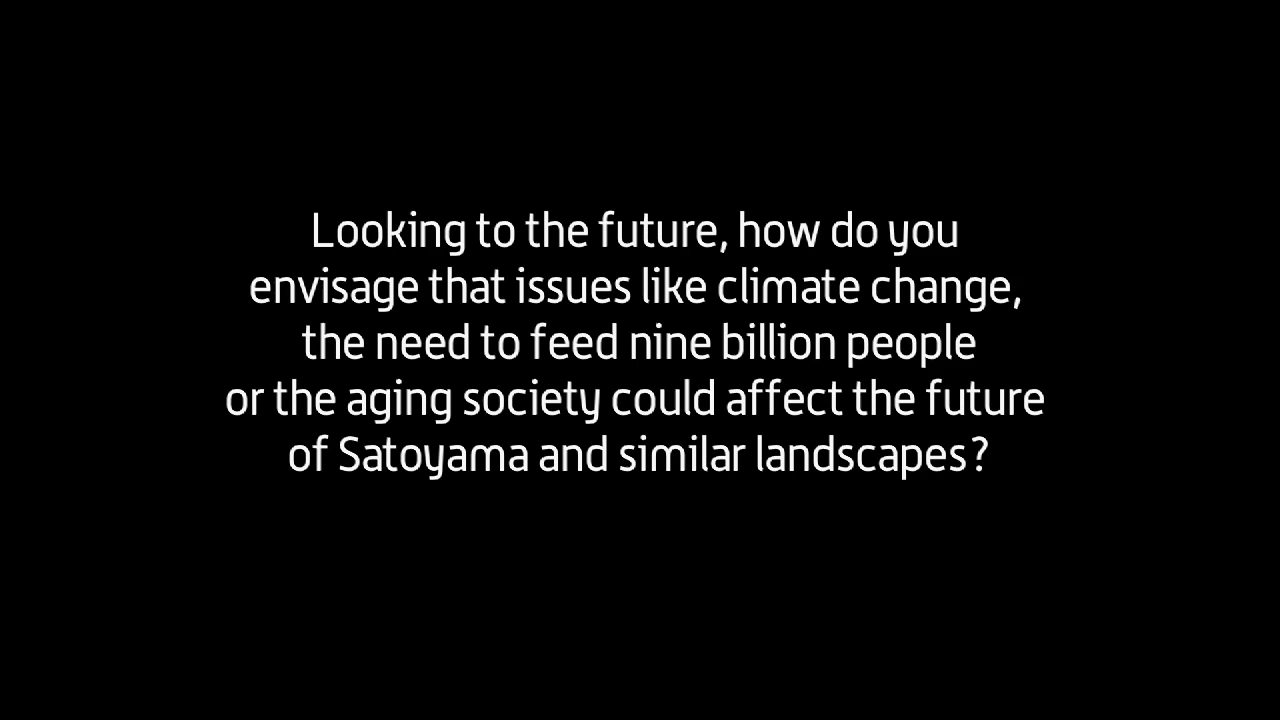 Looking to the future, how do you
envisage that issues like climate change,
the need to feed nine billion people
or the aging society could affect the future
of Satoyama and similar landscapes?